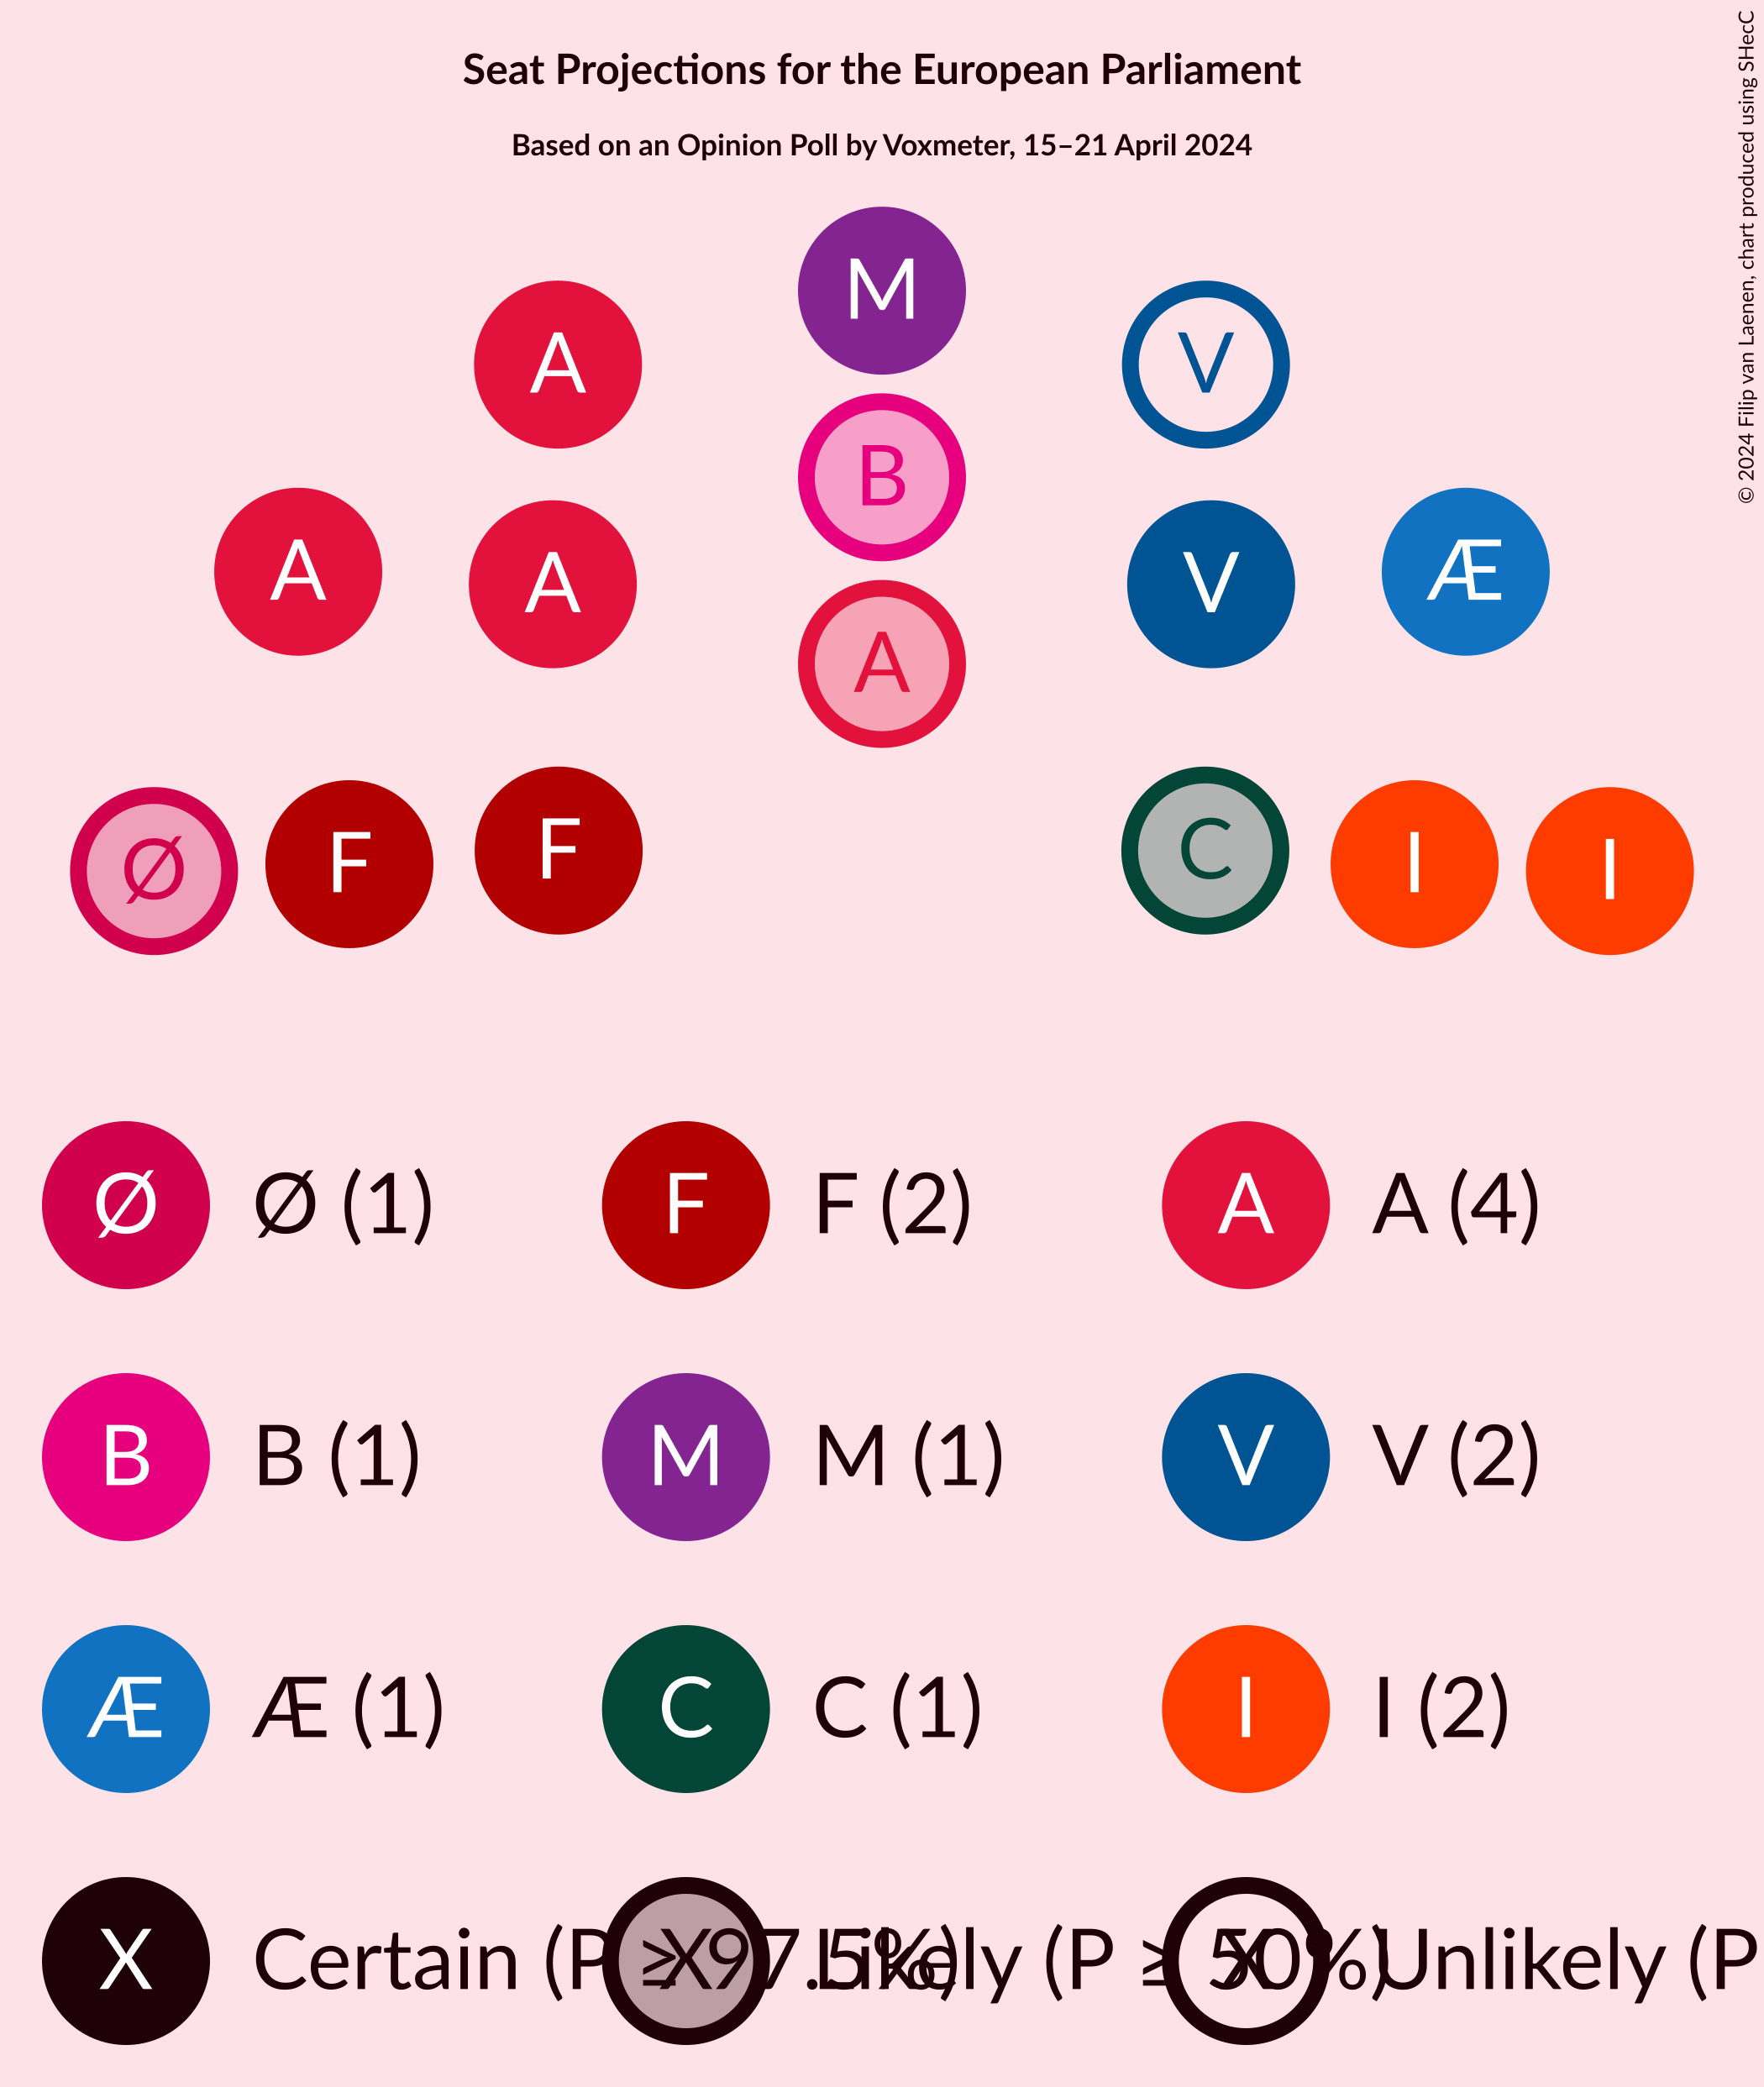 Seat Projections for the European Parliament
Based on an Opinion Poll by Voxmeter, 15–21 April 2024
© 2024 Filip van Laenen, chart produced using SHecC
M
A
V
B
A
A
V
Æ
A
Ø
F
F
C
I
I
Ø Ø (1)
F F (2)
A A (4)
B B (1)
M M (1)
V V (2)
Æ Æ (1)
C C (1)
I I (2)
X Certain (P ≥ 97.5%)
X Likely (P ≥ 50%)
X Unlikely (P